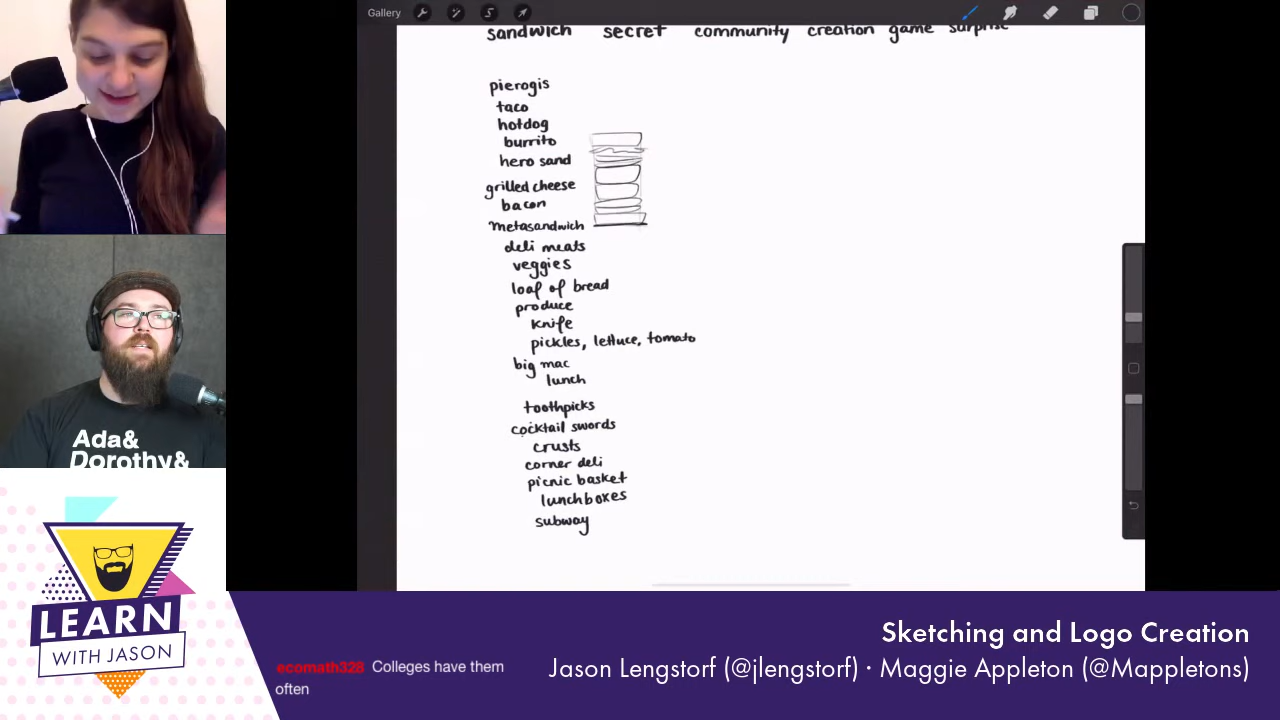 Gallery
sandwich secret community creation game surprise
pierogis
taco
hotdog
burrito
hero sand
grilled cheese
bacon
metasandwich
deli meats
veggies
loaf of bread
produce
knife
pickles, lettuce, tomato
big mac
lunch
toothpicks
cocktail swords
crusts
corner deli
picnic basket
lunchboxes
subway
Ada&
Dorothy&
LEARN
WITH JASON
ecomath328 Colleges have them
often
Sketching and Logo Creation
Jason Lengstorf (@jlengstorf) · Maggie Appleton (@Mappletons)